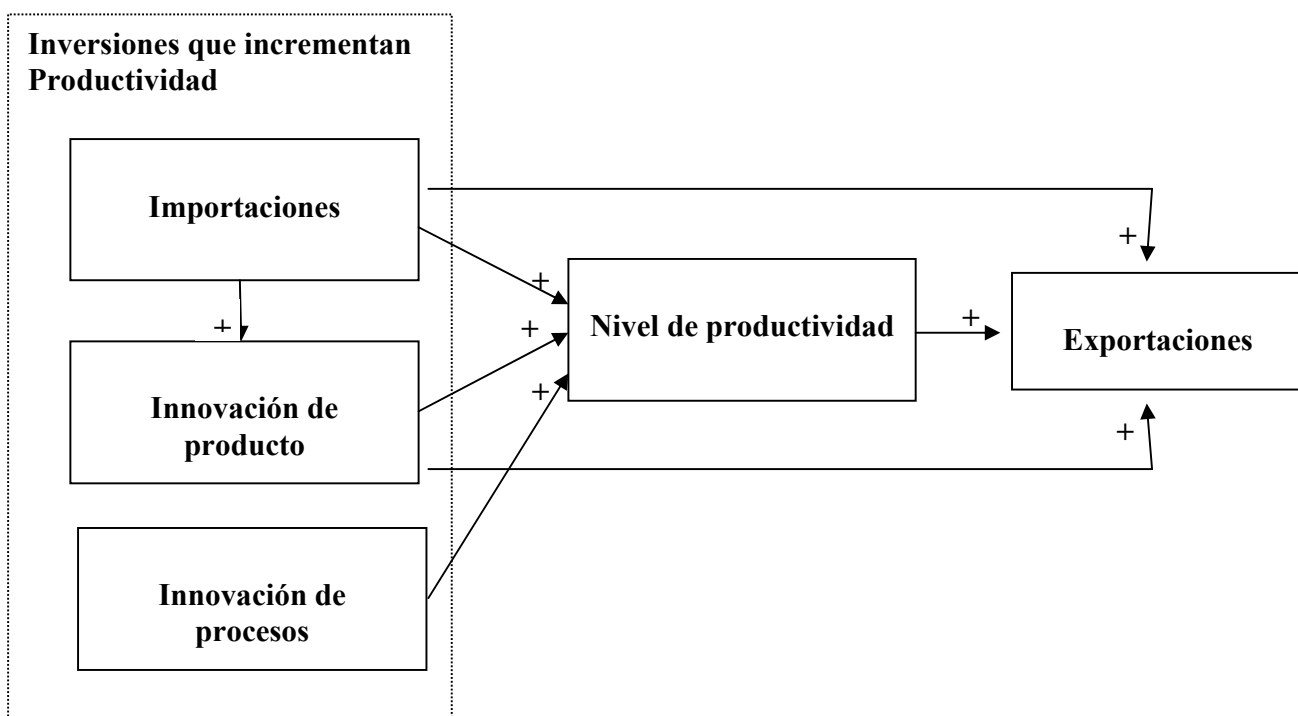 Inversiones que incrementan
Productividad
Importaciones
+
+
+
Nivel de productividad
+
Exportaciones
+
+
Innovación de
producto
+
+
Innovación de
procesos